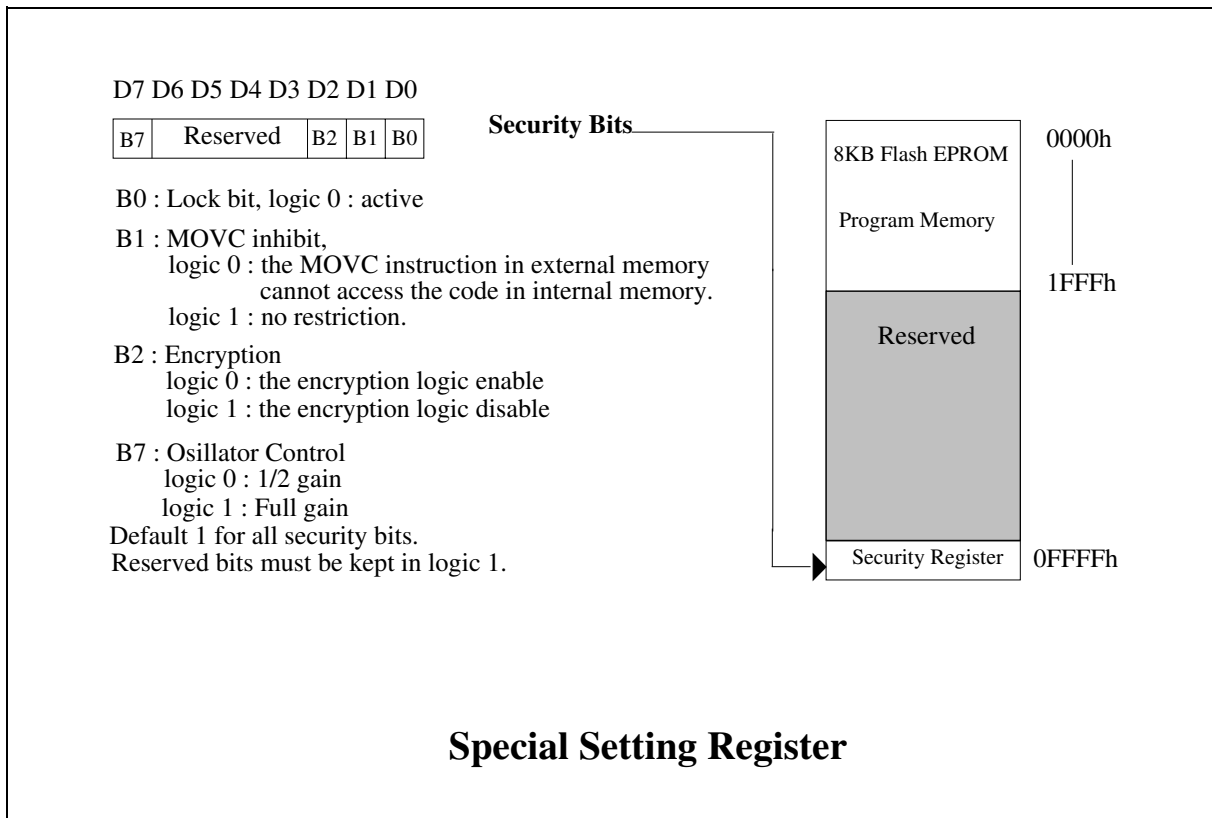 D7 D6 D5 D4 D3 D2 D1 D0
B7 Reserved B2 B1 B0
Security Bits
B0 : Lock bit, logic 0 : active
B1 : MOVC inhibit,
logic 0 : the MOVC instruction in external memory
cannot access the code in internal memory.
logic 1 : no restriction.
B2 : Encryption
logic 0 : the encryption logic enable
logic 1 : the encryption logic disable
B7 : Osillator Control
logic 0 : 1/2 gain
logic 1 : Full gain
Default 1 for all security bits.
Reserved bits must be kept in logic 1.
8KB Flash EPROM
Program Memory
0000h
1FFFh
Reserved
Security Register
0FFFFh
Special Setting Register